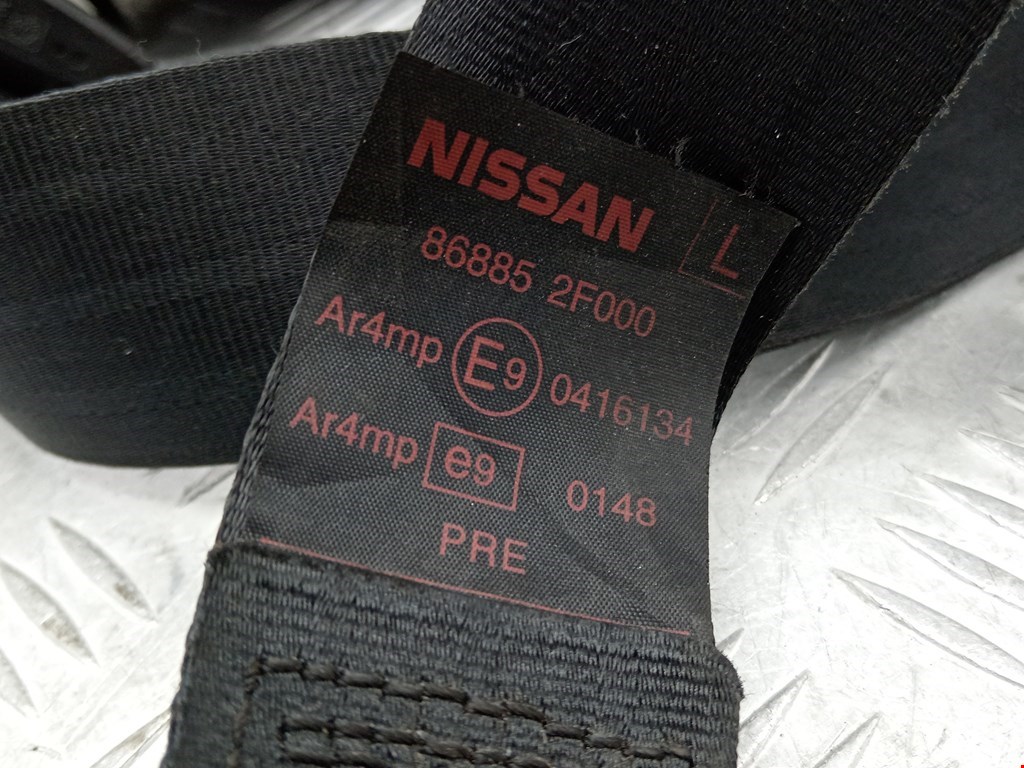 NISSAN L
86885 2F000
Ar4mp E9 0416134
Ar4mp e9 0148
PRE